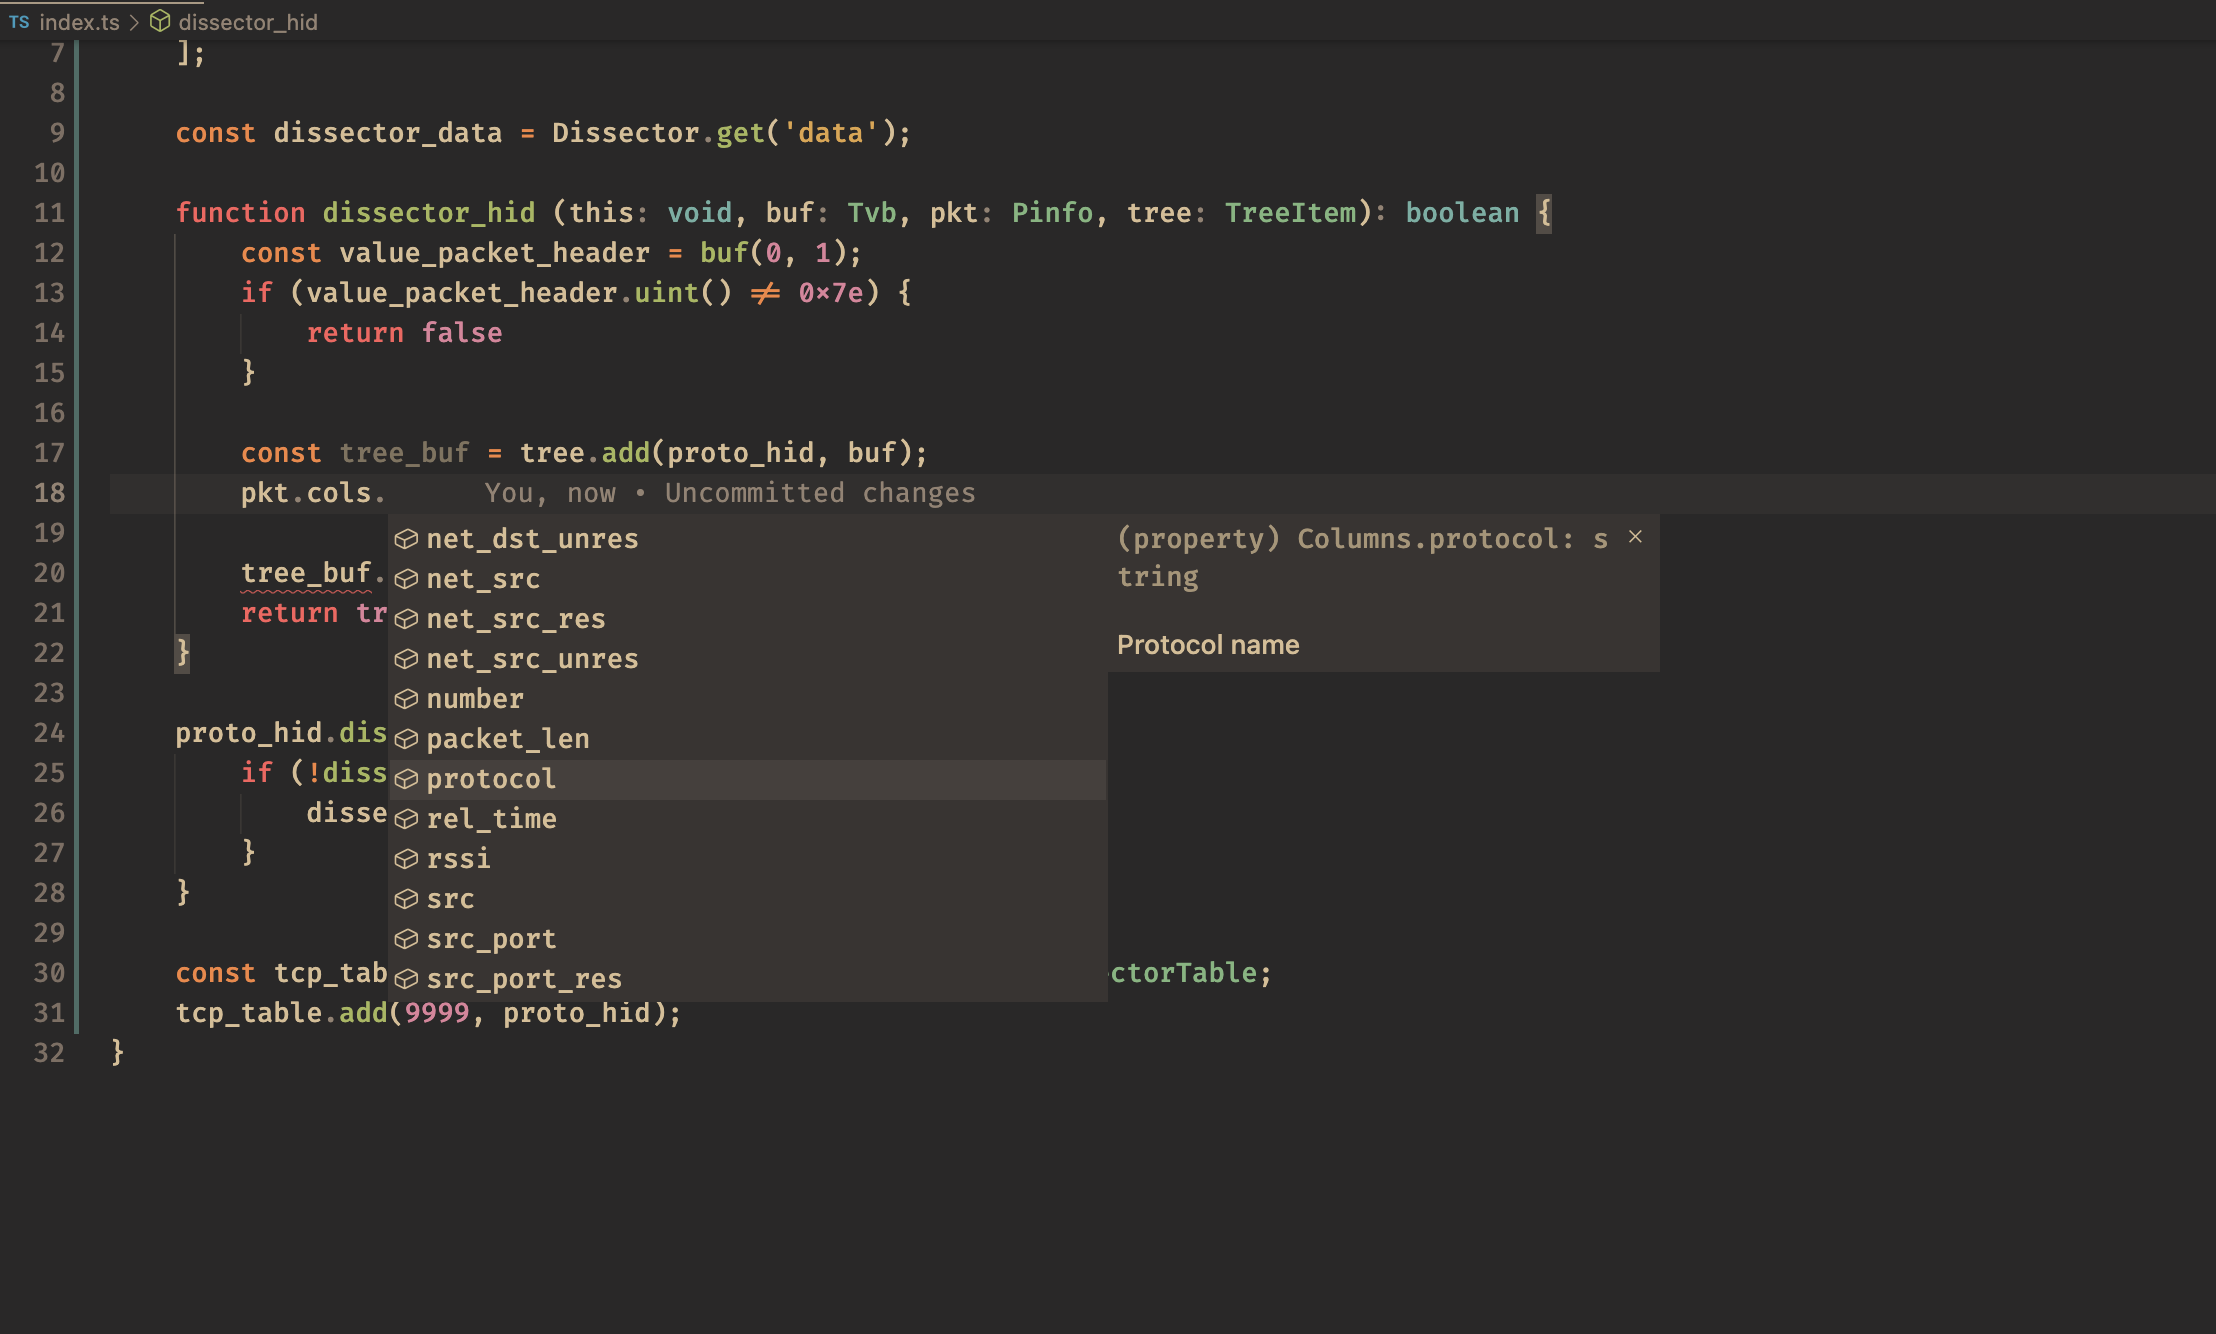 TS index.ts > dissector_hid
7 ];
8
9 const dissector_data = Dissector.get('data');
10
11 function dissector_hid (this: void, buf: Tvb, pkt: Pinfo, tree: TreeItem): boolean {
12 const value_packet_header = buf(0, 1);
13 if (value_packet_header.uint() ≠ 0×7e) {
14 return false
15 }
16
17 const tree_buf = tree.add(proto_hid, buf);
18 pkt.cols. You, now • Uncommitted changes
19
20 tree_buf.
21 return tr
22 }
23
24 proto_hid.dis
25 if (!diss
26 disse
27 }
28 }
29
30 const tcp_tab ctorTable;
31 tcp_table.add(9999, proto_hid);
32 }
net_dst_unres
net_src
net_src_res
net_src_unres
number
packet_len
protocol
rel_time
rssi
src
src_port
src_port_res
(property) Columns.protocol: s ×
tring
Protocol name